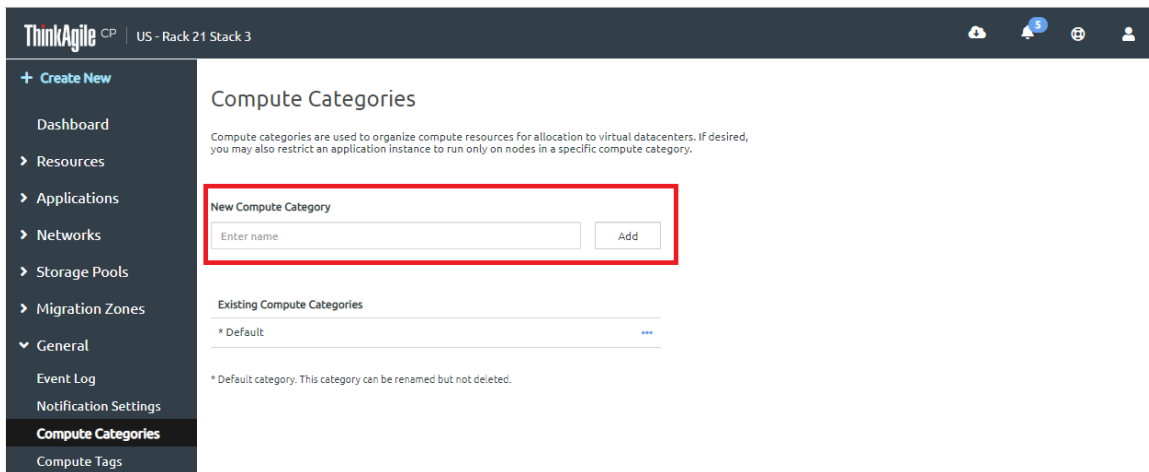 ThinkAgile CP | US - Rack 21 Stack 3
5
+ Create New
Dashboard
Resources
Applications
Networks
Storage Pools
Migration Zones
General
Event Log
Notification Settings
Compute Categories
Compute Tags
Compute Categories
Compute categories are used to organize compute resources for allocation to virtual datacenters. If desired,
you may also restrict an application instance to run only on nodes in a specific compute category.
New Compute Category
Enter name
Add
Existing Compute Categories
* Default
* Default category. This category can be renamed but not deleted.